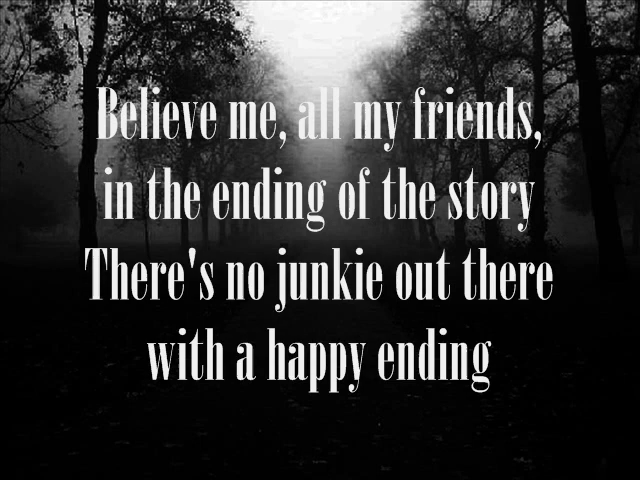 Believe me, all my friends,
in the ending of the story
There's no junkie out there
with a happy ending